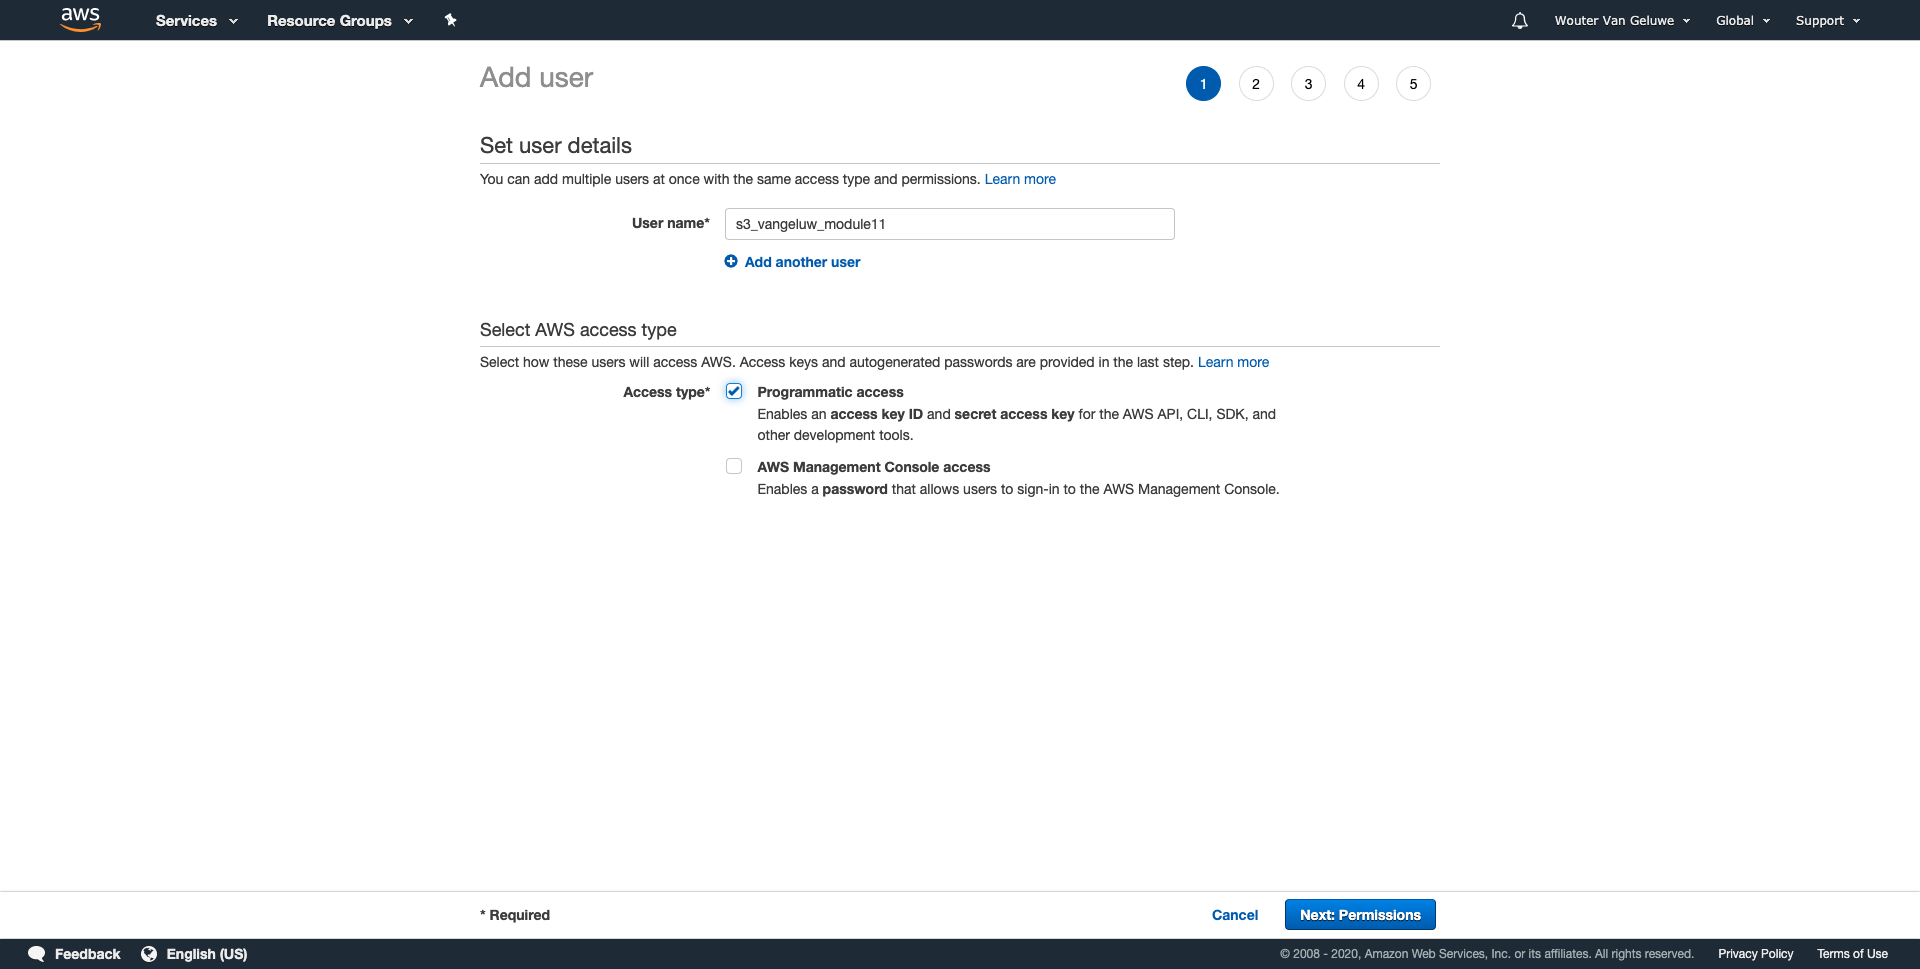 aws Services Resource Groups Wouter Van Geluwe Global Support
Add user 1 2 3 4 5
Set user details
You can add multiple users at once with the same access type and permissions. Learn more
User name* s3_vangeluw_module11
Add another user
Select AWS access type
Select how these users will access AWS. Access keys and autogenerated passwords are provided in the last step. Learn more
Access type* Programmatic access
Enables an access key ID and secret access key for the AWS API, CLI, SDK, and
other development tools.
AWS Management Console access
Enables a password that allows users to sign-in to the AWS Management Console.
* Required Cancel Next: Permissions
Feedback English (US) © 2008 - 2020, Amazon Web Services, Inc. or its affiliates. All rights reserved. Privacy Policy Terms of Use